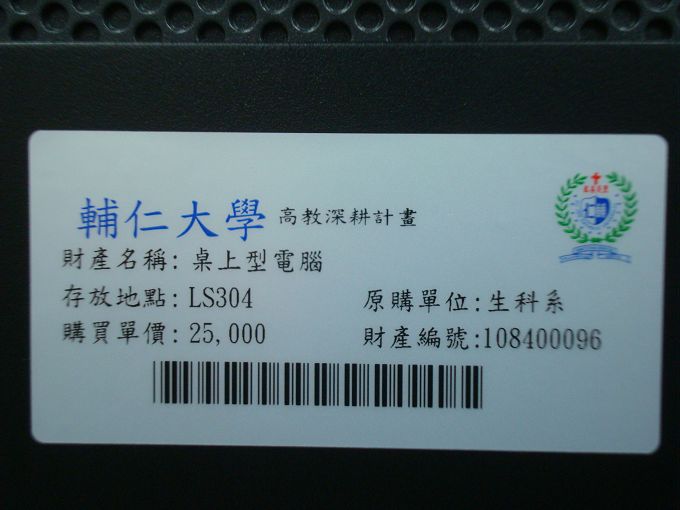 輔仁大學 高教深耕計畫
財產名稱: 桌上型電腦
存放地點: LS304 原購單位: 生科系
購買單價: 25,000 財產編號:108400096